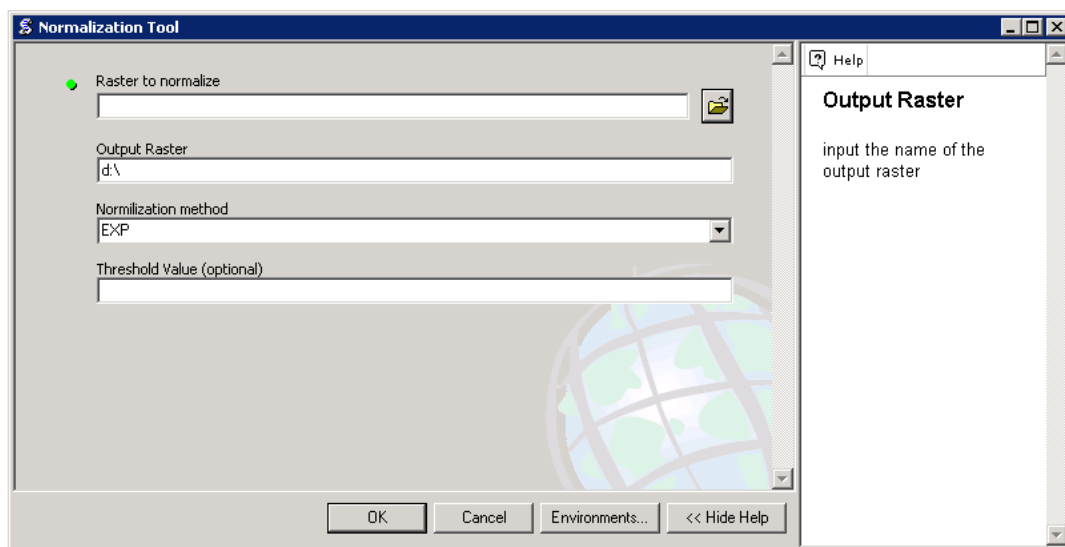 Normalization Tool
Raster to normalize
Output Raster
d:\
Normilization method
EXP
Threshold Value (optional)
OK
Cancel
Environments...
<< Hide Help
Help
Output Raster
input the name of the
output raster